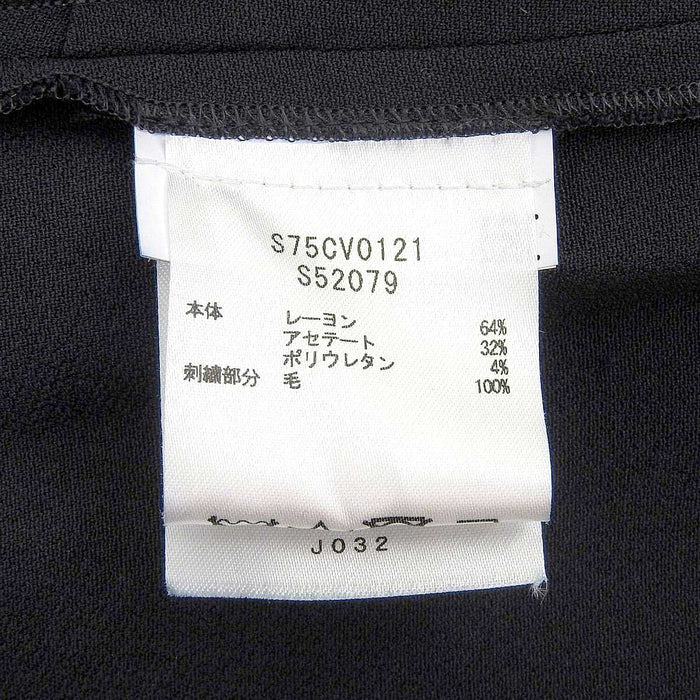 S75CV0121
S52079
本体 レーヨン 64%
アセテート 32%
ポリウレタン 4%
刺繍部分 毛 100%
J032